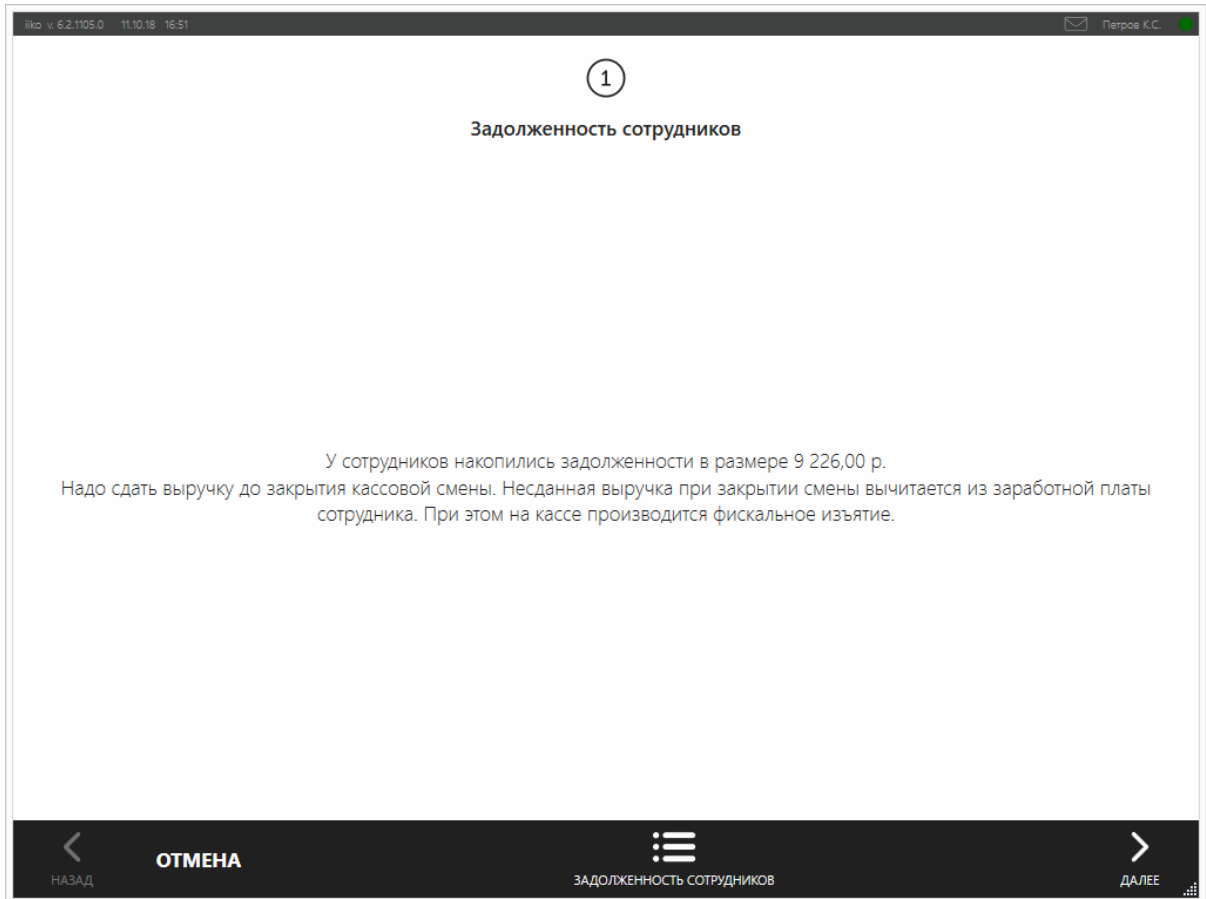 iiko v. 6.2.1105.0 11.10.18 16:51 Петров К.С.
1
Задолженность сотрудников
У сотрудников накопились задолженности в размере 9 226,00 р.
Надо сдать выручку до закрытия кассовой смены. Несданная выручка при закрытии смены вычитается из заработной платы
сотрудника. При этом на кассе производится фискальное изъятие.
НАЗАД ОТМЕНА ЗАДОЛЖЕННОСТЬ СОТРУДНИКОВ ДАЛЕЕ